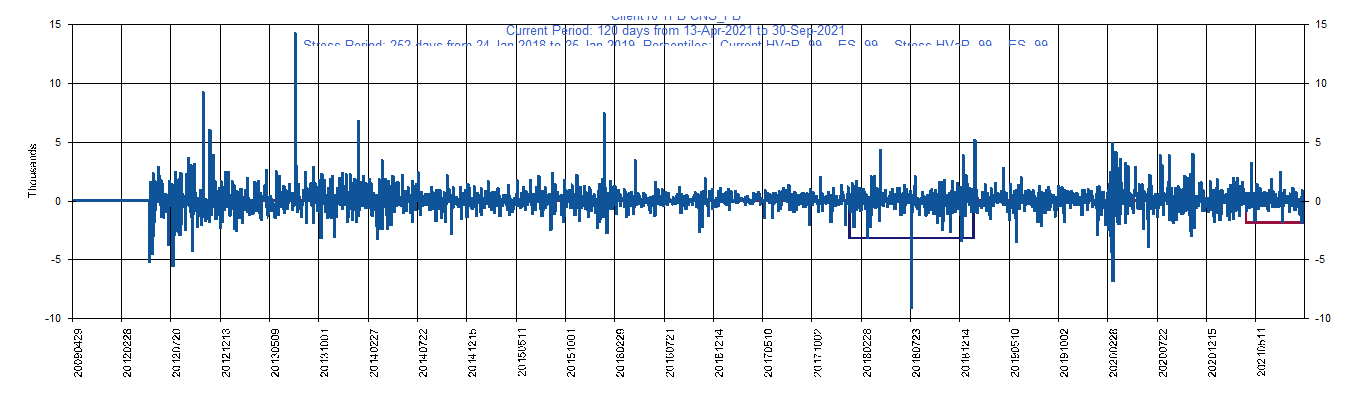 Current Period: 120 days from 13-Apr-2021 to 30-Sep-2021
Stress Period: 252 days from 24-Jan-2018 to 25-Jan-2019 Percentiles: Current HVaR 99 ES 99 Stress HVaR 99 ES 99
15 15
10 10
5 5
0 0
-5 -5
-10 -10
Thousands
20090429 20120228 20120720 20121213 20130509 20131001 20140227 20140722 20141215 20150511 20151001 20160229 20160721 20161214 20170510 20171002 20180228 20180723 20181214 20190510 20191002 20200228 20200722 20201215 20210511